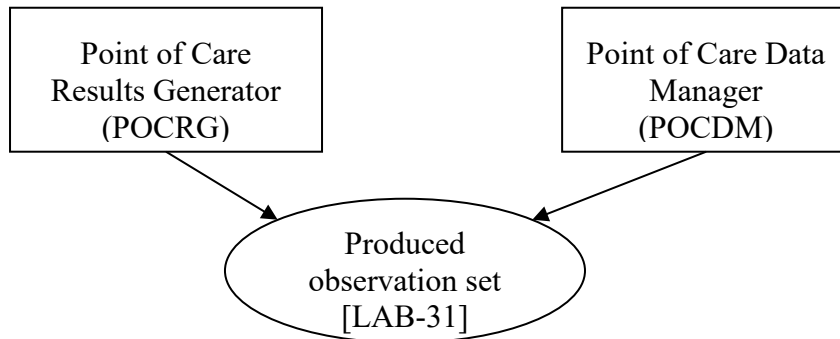 Point of Care
Results Generator
(POCRG)
Point of Care Data
Manager
(POCDM)
Produced
observation set
[LAB-31]